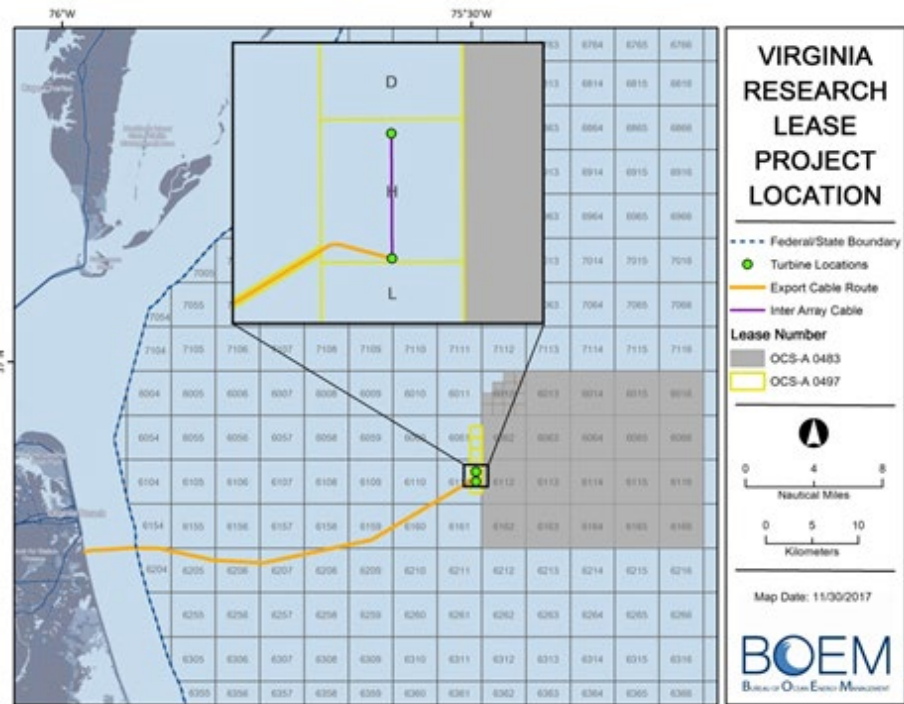 76°W
75°30'W
6764 6765 6766
6814 6815 6816
6864 6865 6866
6914 6915 6916
6964 6965 6966
7005 7014 7015 7016
7055 7064 7065 7066
7054
7104 7105 7106 7107 7108 7109 7110 7111 7112 7113 7114 7115 7116
6004 6005 6006 6007 6008 6009 6010 6011 6013 6014 6015 6016
6054 6055 6056 6057 6058 6059 6060 6061 6062 6063 6064 6065 6066
6104 6105 6106 6107 6108 6109 6110 6112 6113 6114 6115 6116
6154 6155 6156 6157 6158 6159 6160 6161 6162 6163 6164 6165 6166
6204 6205 6206 6207 6208 6209 6210 6211 6212 6213 6214 6215 6216
6255 6256 6257 6258 6259 6260 6261 6262 6263 6264 6265 6266
6305 6306 6307 6308 6309 6310 6311 6312 6313 6314 6315 6316
6355 6356 6357 6358 6359 6360 6361 6362 6363 6364 6365 6366
D
H
L
VIRGINIA
RESEARCH
LEASE
PROJECT
LOCATION
Federal/State Boundary
Turbine Locations
Export Cable Route
Inter Array Cable
Lease Number
OCS-A 0483
OCS-A 0497
0 4 8
Nautical Miles
0 5 10
Kilometers
Map Date: 11/30/2017
BOEM
BUREAU OF OCEAN ENERGY MANAGEMENT